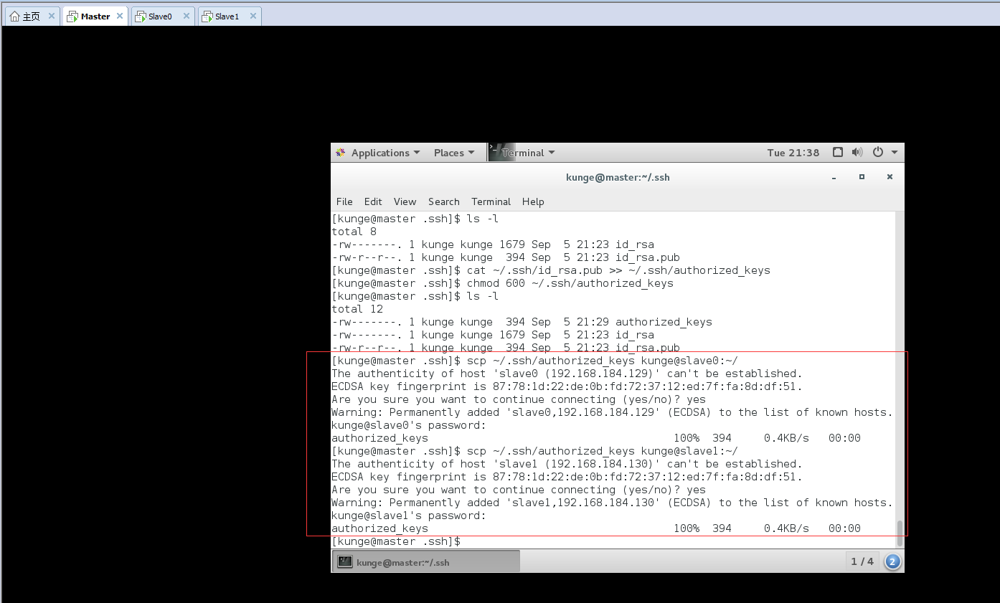 主页 Master Slave0 Slave1
Applications Places Terminal Tue 21:38
kunge@master:~/.ssh
File Edit View Search Terminal Help
[kunge@master .ssh]$ ls -l
total 8
-rw-------. 1 kunge kunge 1679 Sep  5 21:23 id_rsa
-rw-r--r--. 1 kunge kunge  394 Sep  5 21:23 id_rsa.pub
[kunge@master .ssh]$ cat ~/.ssh/id_rsa.pub >> ~/.ssh/authorized_keys
[kunge@master .ssh]$ chmod 600 ~/.ssh/authorized_keys
[kunge@master .ssh]$ ls -l
total 12
-rw-------. 1 kunge kunge  394 Sep  5 21:29 authorized_keys
-rw-------. 1 kunge kunge 1679 Sep  5 21:23 id_rsa
-rw-r--r--. 1 kunge kunge  394 Sep  5 21:23 id_rsa.pub
[kunge@master .ssh]$ scp ~/.ssh/authorized_keys kunge@slave0:~/
The authenticity of host 'slave0 (192.168.184.129)' can't be established.
ECDSA key fingerprint is 87:78:1d:22:de:0b:fd:72:37:12:ed:7f:fa:8d:df:51.
Are you sure you want to continue connecting (yes/no)? yes
Warning: Permanently added 'slave0,192.168.184.129' (ECDSA) to the list of known hosts.
kunge@slave0's password:
authorized_keys 100% 394 0.4KB/s 00:00
[kunge@master .ssh]$ scp ~/.ssh/authorized_keys kunge@slave1:~/
The authenticity of host 'slave1 (192.168.184.130)' can't be established.
ECDSA key fingerprint is 87:78:1d:22:de:0b:fd:72:37:12:ed:7f:fa:8d:df:51.
Are you sure you want to continue connecting (yes/no)? yes
Warning: Permanently added 'slave1,192.168.184.130' (ECDSA) to the list of known hosts.
kunge@slave1's password:
authorized_keys 100% 394 0.4KB/s 00:00
[kunge@master .ssh]$
kunge@master:~/.ssh 1 / 4 2